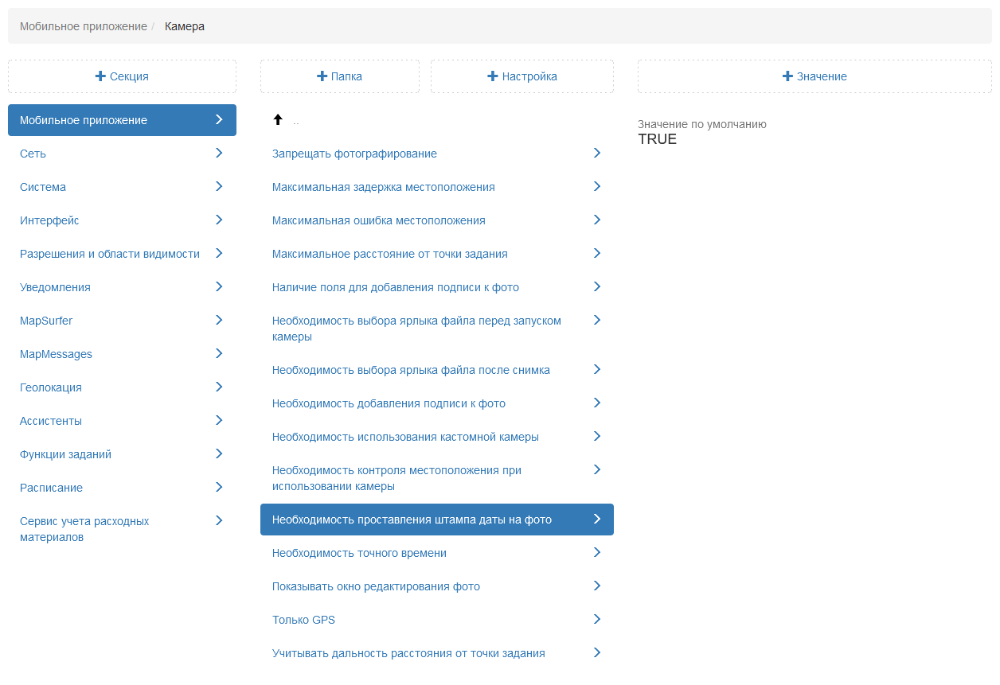 Мобильное приложение / Камера
Секция
Папка
Настройка
Значение
Мобильное приложение
Сеть
Система
Интерфейс
Разрешения и области видимости
Уведомления
MapSurfer
MapMessages
Геолокация
Ассистенты
Функции заданий
Расписание
Сервис учета расходных
материалов
..
Запрещать фотографирование
Максимальная задержка местоположения
Максимальная ошибка местоположения
Максимальное расстояние от точки задания
Наличие поля для добавления подписи к фото
Необходимость выбора ярлыка файла перед запуском
камеры
Необходимость выбора ярлыка файла после снимка
Необходимость добавления подписи к фото
Необходимость использования кастомной камеры
Необходимость контроля местоположения при
использовании камеры
Необходимость проставления штампа даты на фото
Необходимость точного времени
Показывать окно редактирования фото
Только GPS
Учитывать дальность расстояния от точки задания
Значение по умолчанию
TRUE